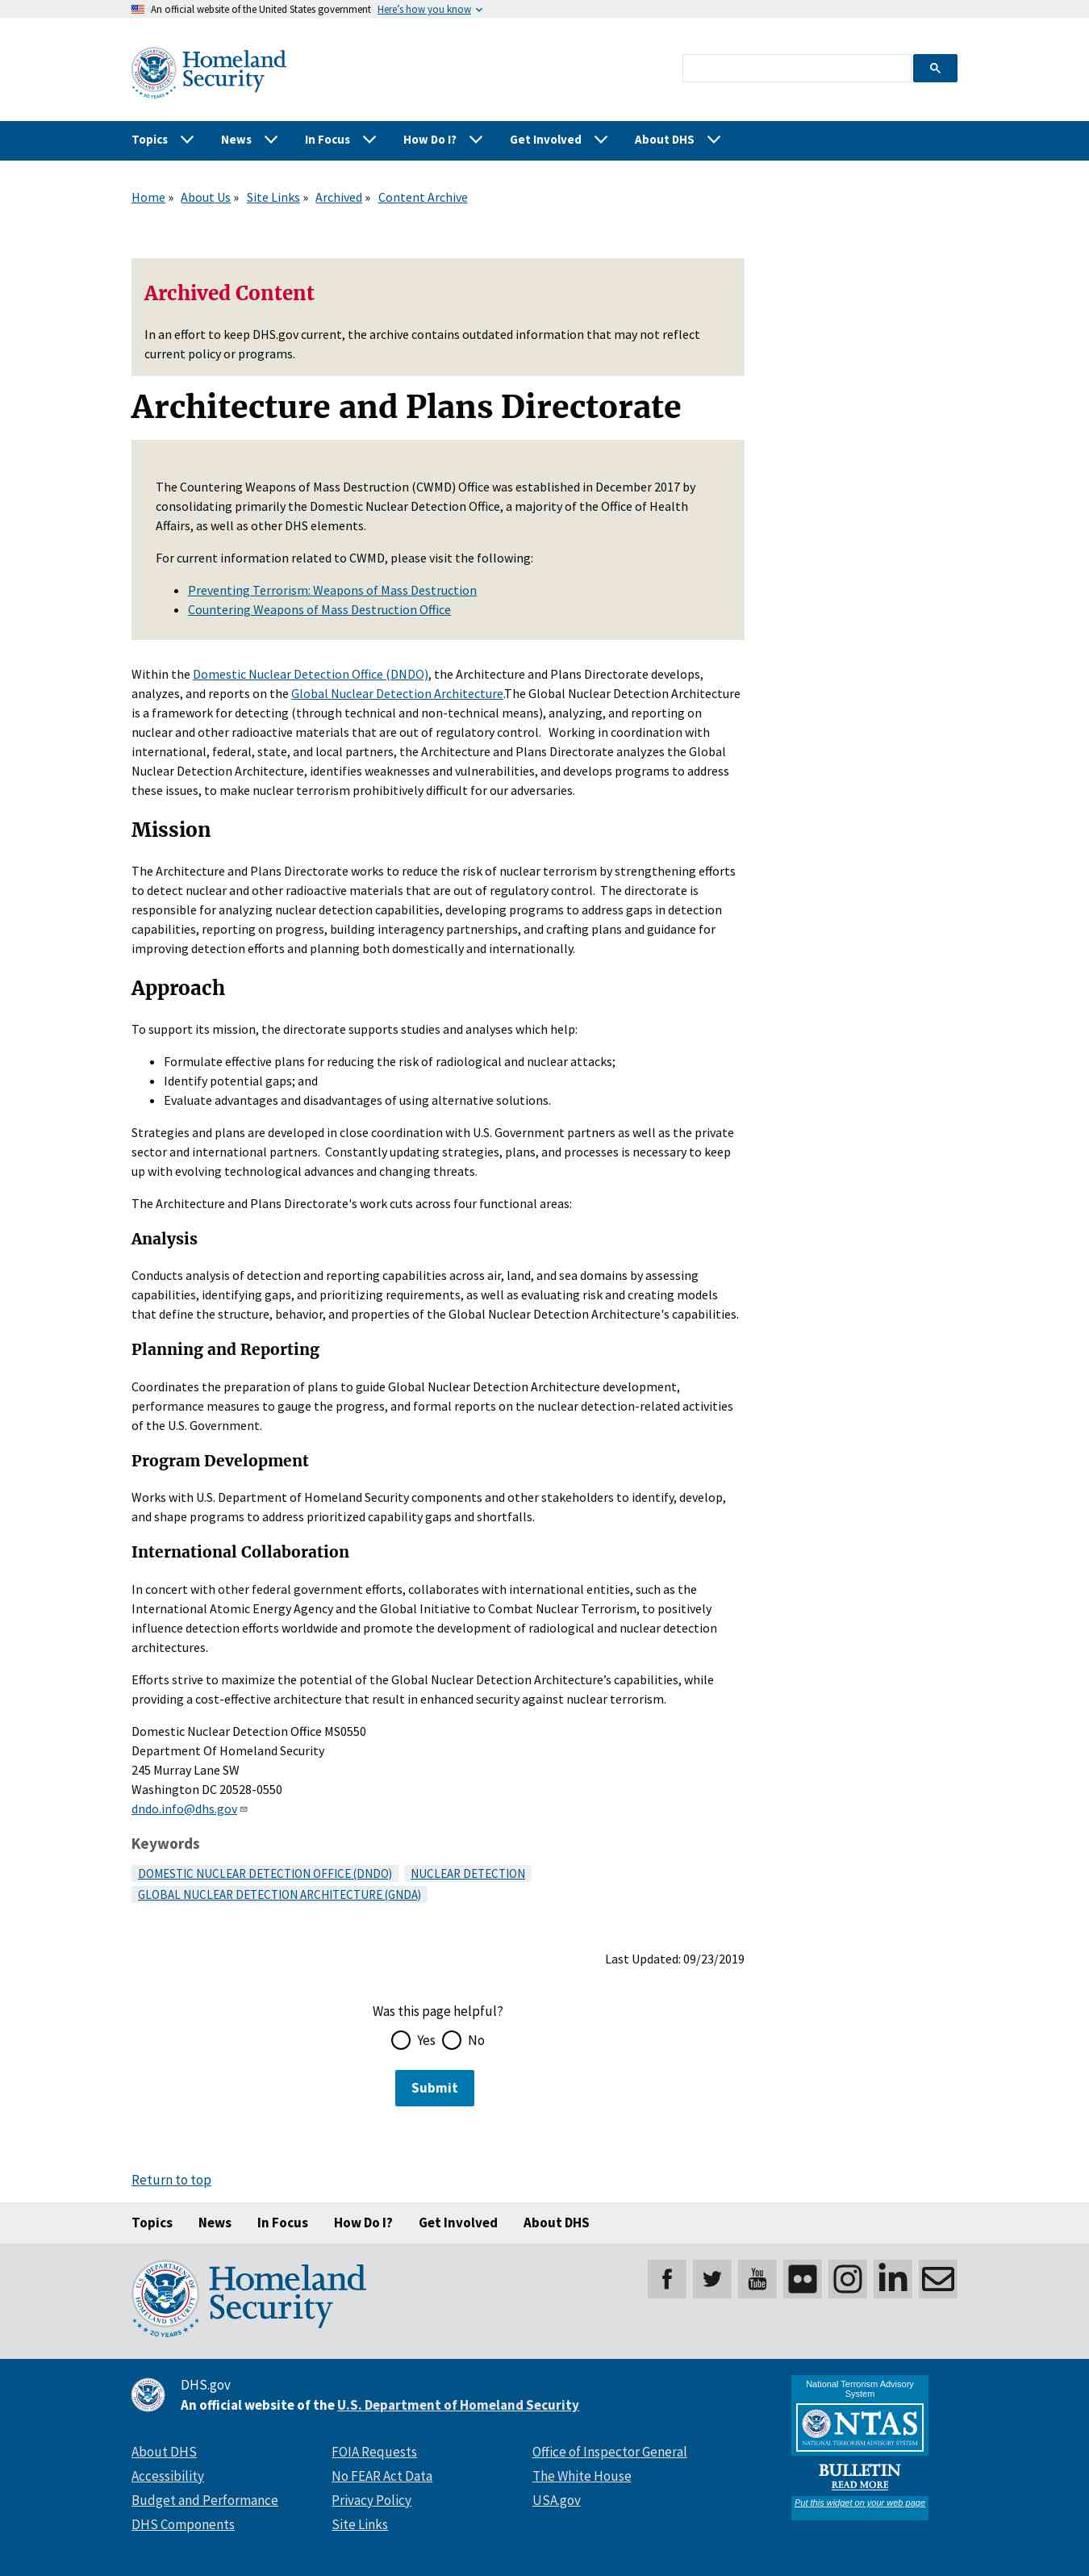 An official website of the United States government Here's how you know
Homeland
Security
Topics News In Focus How Do I? Get Involved About DHS
Home » About Us » Site Links » Archived » Content Archive
Archived Content
In an effort to keep DHS.gov current, the archive contains outdated information that may not reflect
current policy or programs.
Architecture and Plans Directorate
The Countering Weapons of Mass Destruction (CWMD) Office was established in December 2017 by
consolidating primarily the Domestic Nuclear Detection Office, a majority of the Office of Health
Affairs, as well as other DHS elements.
For current information related to CWMD, please visit the following:
• Preventing Terrorism: Weapons of Mass Destruction
• Countering Weapons of Mass Destruction Office
Within the Domestic Nuclear Detection Office (DNDO), the Architecture and Plans Directorate develops,
analyzes, and reports on the Global Nuclear Detection Architecture.The Global Nuclear Detection Architecture
is a framework for detecting (through technical and non-technical means), analyzing, and reporting on
nuclear and other radioactive materials that are out of regulatory control.  Working in coordination with
international, federal, state, and local partners, the Architecture and Plans Directorate analyzes the Global
Nuclear Detection Architecture, identifies weaknesses and vulnerabilities, and develops programs to address
these issues, to make nuclear terrorism prohibitively difficult for our adversaries.
Mission
The Architecture and Plans Directorate works to reduce the risk of nuclear terrorism by strengthening efforts
to detect nuclear and other radioactive materials that are out of regulatory control.  The directorate is
responsible for analyzing nuclear detection capabilities, developing programs to address gaps in detection
capabilities, reporting on progress, building interagency partnerships, and crafting plans and guidance for
improving detection efforts and planning both domestically and internationally.
Approach
To support its mission, the directorate supports studies and analyses which help:
• Formulate effective plans for reducing the risk of radiological and nuclear attacks;
• Identify potential gaps; and
• Evaluate advantages and disadvantages of using alternative solutions.
Strategies and plans are developed in close coordination with U.S. Government partners as well as the private
sector and international partners.  Constantly updating strategies, plans, and processes is necessary to keep
up with evolving technological advances and changing threats.
The Architecture and Plans Directorate's work cuts across four functional areas:
Analysis
Conducts analysis of detection and reporting capabilities across air, land, and sea domains by assessing
capabilities, identifying gaps, and prioritizing requirements, as well as evaluating risk and creating models
that define the structure, behavior, and properties of the Global Nuclear Detection Architecture's capabilities.
Planning and Reporting
Coordinates the preparation of plans to guide Global Nuclear Detection Architecture development,
performance measures to gauge the progress, and formal reports on the nuclear detection-related activities
of the U.S. Government.
Program Development
Works with U.S. Department of Homeland Security components and other stakeholders to identify, develop,
and shape programs to address prioritized capability gaps and shortfalls.
International Collaboration
In concert with other federal government efforts, collaborates with international entities, such as the
International Atomic Energy Agency and the Global Initiative to Combat Nuclear Terrorism, to positively
influence detection efforts worldwide and promote the development of radiological and nuclear detection
architectures.
Efforts strive to maximize the potential of the Global Nuclear Detection Architecture’s capabilities, while
providing a cost-effective architecture that result in enhanced security against nuclear terrorism.
Domestic Nuclear Detection Office MS0550
Department Of Homeland Security
245 Murray Lane SW
Washington DC 20528-0550
dndo.info@dhs.gov
Keywords
DOMESTIC NUCLEAR DETECTION OFFICE (DNDO) NUCLEAR DETECTION
GLOBAL NUCLEAR DETECTION ARCHITECTURE (GNDA)
Last Updated: 09/23/2019
Was this page helpful?
Yes No
Submit
Return to top
Topics News In Focus How Do I? Get Involved About DHS
U.S. DEPARTMENT OF
HOMELAND SECURITY
20 YEARS
Homeland
Security
You
Tube
DHS.gov
An official website of the U.S. Department of Homeland Security
About DHS FOIA Requests Office of Inspector General
Accessibility No FEAR Act Data The White House
Budget and Performance Privacy Policy USA.gov
DHS Components Site Links
National Terrorism Advisory
System
NTAS
NATIONAL TERRORISM ADVISORY SYSTEM
BULLETIN
READ MORE
Put this widget on your web page